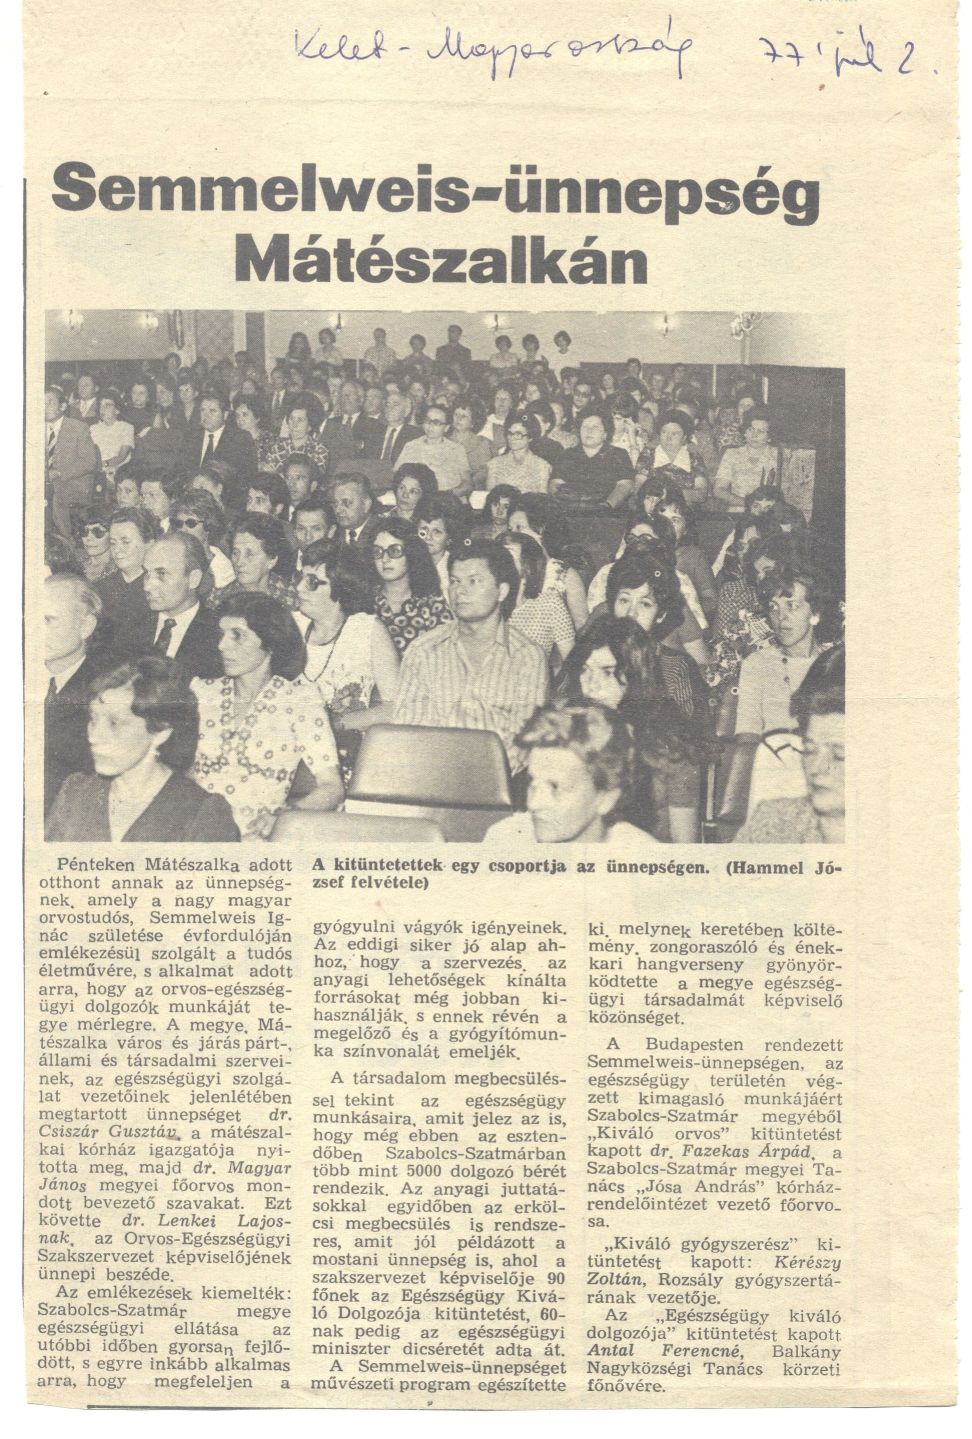 Kelet-Magyarország 77 júl 2.
Semmelweis-ünnepség
Mátészalkán
A kitüntetettek egy csoportja az ünnepségen. (Hammel Jó-
zsef felvétele)
Pénteken Mátészalka adott
otthont annak az ünnepség-
nek, amely a nagy magyar
orvostudós, Semmelweis Ig-
nác születése évfordulóján
emlékezésül szolgált a tudós
életművére, s alkalmat adott
arra, hogy az orvos-egészség-
ügyi dolgozók munkáját te-
gye mérlegre. A megye, Má-
tészalka város és járás párt-,
állami és társadalmi szervei-
nek, az egészségügyi szolgá-
lat vezetőinek jelenlétében
megtartott ünnepséget dr.
Csiszár Gusztáv, a mátészal-
kai kórház igazgatója nyi-
totta meg, majd dr. Magyar
János megyei főorvos mon-
dott bevezető szavakat. Ezt
követte dr. Lenkei Lajos-
nak, az Orvos-Egészségügyi
Szakszervezet képviselőjének
ünnepi beszéde.
Az emlékezések kiemelték:
Szabolcs-Szatmár megye
egészségügyi ellátása az
utóbbi időben gyorsan fejlő-
dött, s egyre inkább alkalmas
arra, hogy megfeleljen a
gyógyulni vágyók igényeinek.
Az eddigi siker jó alap ah-
hoz, hogy a szervezés, az
anyagi lehetőségek kínálta
forrásokat még jobban ki-
használják, s ennek révén a
megelőző és a gyógyítómun-
ka színvonalát emeljék.
A társadalom megbecsülés-
sel tekint az egészségügy
munkásaira, amit jelez az is,
hogy még ebben az eszten-
dőben Szabolcs-Szatmárban
több mint 5000 dolgozó bérét
rendezik. Az anyagi juttatá-
sokkal egyidőben az erköl-
csi megbecsülés is rendsze-
res, amit jól példázott a
mostani ünnepség is, ahol a
szakszervezet képviselője 90
főnek az Egészségügy Kivá-
ló Dolgozója kitüntetést, 60-
nak pedig az egészségügyi
miniszter dicséretét adta át.
A Semmelweis-ünnepséget
művészeti program egészítette
ki, melynek keretében költe-
mény, zongoraszóló és ének-
kari hangverseny gyönyör-
ködtette a megye egészség-
ügyi társadalmát képviselő
közönséget.
A Budapesten rendezett
Semmelweis-ünnepségen, az
egészségügy területén vég-
zett kimagasló munkájáért
Szabolcs-Szatmár megyéből
„Kiváló orvos" kitüntetést
kapott dr. Fazekas Árpád, a
Szabolcs-Szatmár megyei Ta-
nács „Jósa András" kórház-
rendelőintézet vezető főorvo-
sa.
„Kiváló gyógyszerész" ki-
tüntetést kapott: Kérészy
Zoltán, Rozsály gyógyszertá-
rának vezetője.
Az „Egészségügy kiváló
dolgozója" kitüntetést kapott
Antal Ferencné, Balkány
Nagyközségi Tanács körzeti
főnővére.